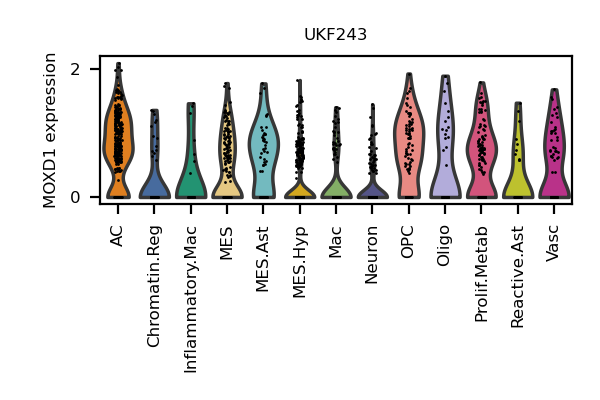 UKF243
MOXD1 expression
2
0
AC
Chromatin.Reg
Inflammatory.Mac
MES
MES.Ast
MES.Hyp
Mac
Neuron
OPC
Oligo
Prolif.Metab
Reactive.Ast
Vasc